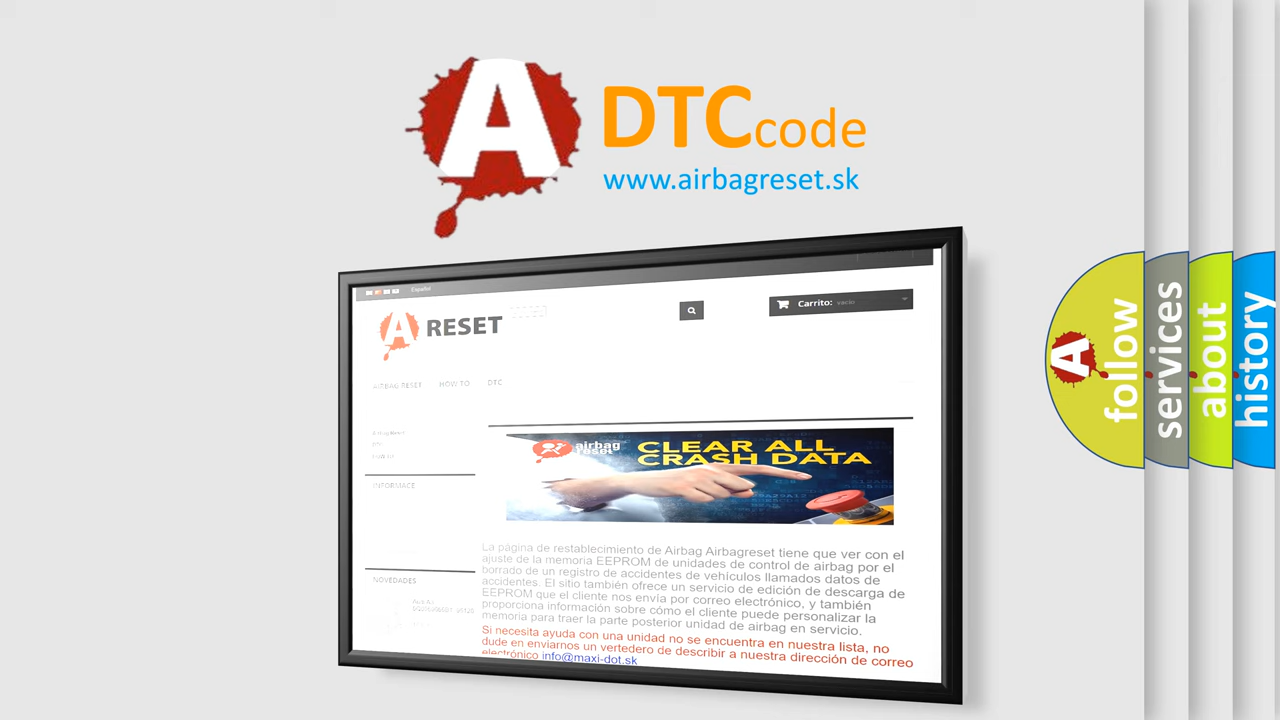 A DTCcode
www.airbagreset.sk
Español
A RESET
Carrito: vacío
AIRBAG RESET HOW TO DTC
airbag reset
CLEAR ALL
CRASH DATA
INFORMACE
La página de restablecimiento de Airbag Airbagreset tiene que ver con el
ajuste de la memoria EEPROM de unidades de control de airbag por el
borrado de un registro de accidentes de vehículos llamados datos de
accidentes. El sitio también ofrece un servicio de edición de descarga de
EEPROM que el cliente nos envía por correo electrónico, y también
proporciona información sobre cómo el cliente puede personalizar la
memoria para traer la parte posterior unidad de airbag en servicio.
Si necesita ayuda con una unidad no se encuentra en nuestra lista, no
dude en enviarnos un vertedero de describir a nuestra dirección de correo
electrónico info@maxi-dot.sk
NOVEDADES
A
follow
services
about
history